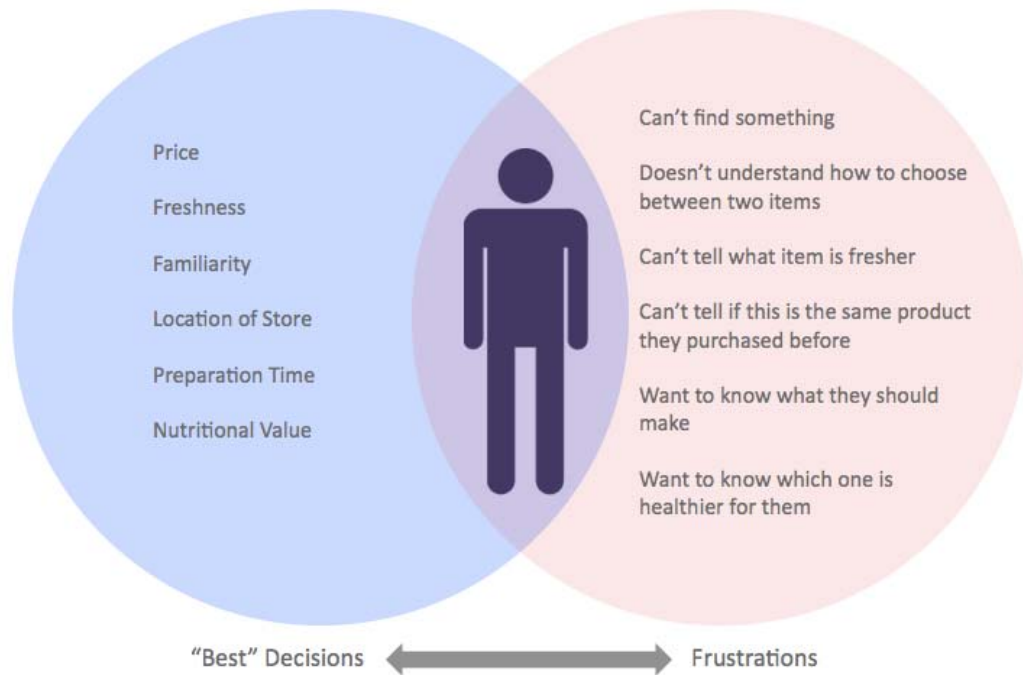 Price
Freshness
Familiarity
Location of Store
Preparation Time
Nutritional Value
Can’t find something
Doesn’t understand how to choose
between two items
Can’t tell what item is fresher
Can’t tell if this is the same product
they purchased before
Want to know what they should
make
Want to know which one is
healthier for them
“Best” Decisions
Frustrations